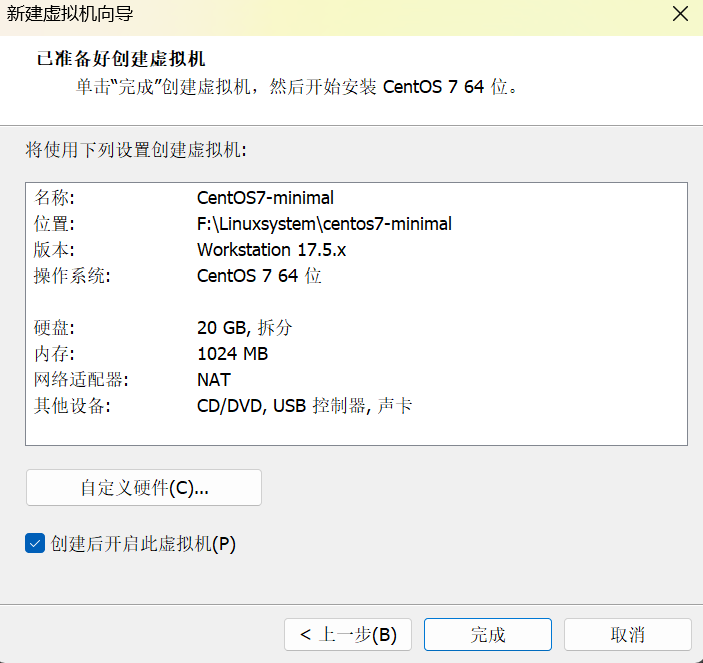 新建虚拟机向导
已准备好创建虚拟机
单击“完成”创建虚拟机，然后开始安装 CentOS 7 64 位。
将使用下列设置创建虚拟机:
名称: CentOS7-minimal
位置: F:\Linuxsystem\centos7-minimal
版本: Workstation 17.5.x
操作系统: CentOS 7 64 位
硬盘: 20 GB, 拆分
内存: 1024 MB
网络适配器: NAT
其他设备: CD/DVD, USB 控制器, 声卡
自定义硬件(C)...
创建后开启此虚拟机(P)
< 上一步(B) 完成 取消